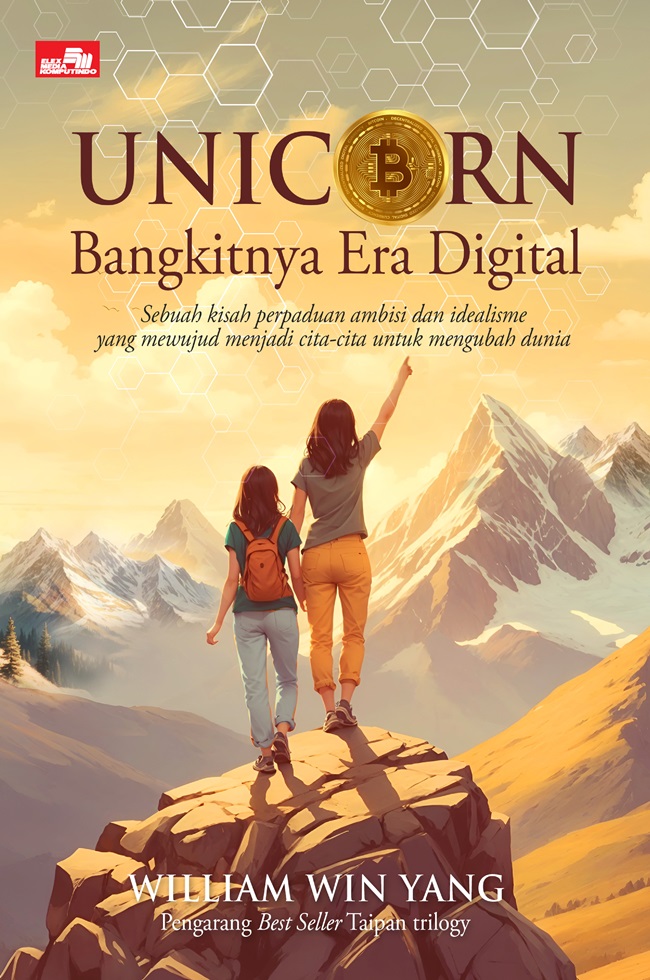 ELEX
MEDIA
KOMPUTINDO
UNICORN
Bangkitnya Era Digital
Sebuah kisah perpaduan ambisi dan idealisme
yang mewujud menjadi cita-cita untuk mengubah dunia
WILLIAM WIN YANG
Pengarang Best Seller Taipan trilogy